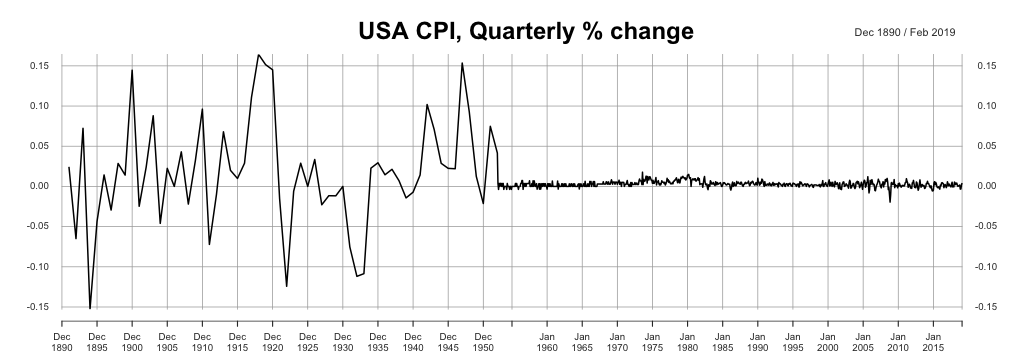 USA CPI, Quarterly % change
Dec 1890 / Feb 2019
0.15 0.15
0.10 0.10
0.05 0.05
0.00 0.00
-0.05 -0.05
-0.10 -0.10
-0.15 -0.15
Dec Dec Dec Dec Dec Dec Dec Dec Dec Dec Dec Dec Dec Jan Jan Jan Jan Jan Jan Jan Jan Jan Jan Jan Jan
1890 1895 1900 1905 1910 1915 1920 1925 1930 1935 1940 1945 1950 1960 1965 1970 1975 1980 1985 1990 1995 2000 2005 2010 2015